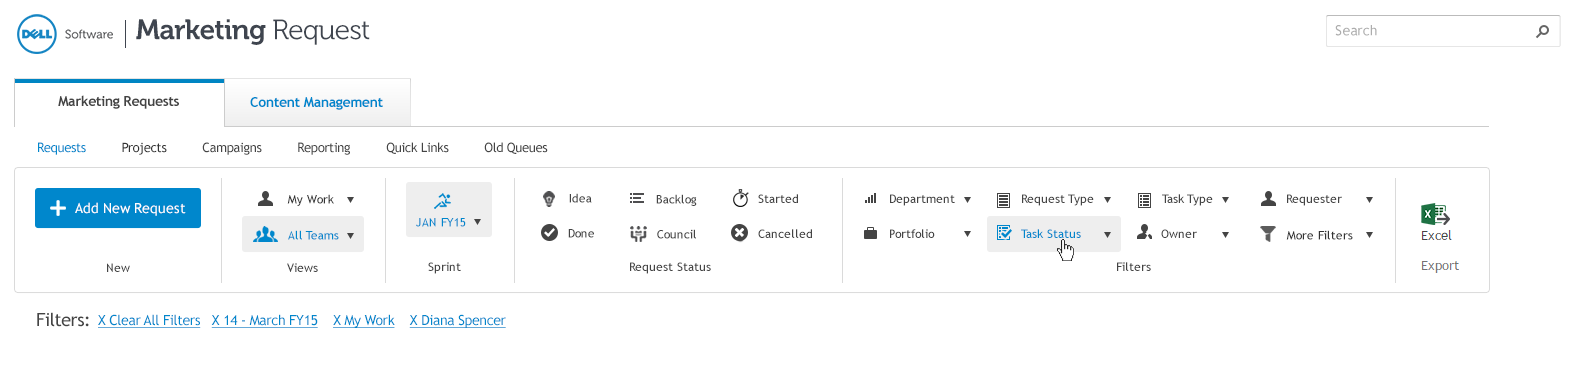 DELL Software | Marketing Request
Search
Marketing Requests Content Management
Requests Projects Campaigns Reporting Quick Links Old Queues
+ Add New Request
New
My Work
All Teams
Views
JAN FY15
Sprint
Idea Backlog Started
Done Council Cancelled
Request Status
Department Request Type Task Type Requester
Portfolio Task Status Owner More Filters
Filters
Excel
Export
Filters: X Clear All Filters X 14 - March FY15 X My Work X Diana Spencer